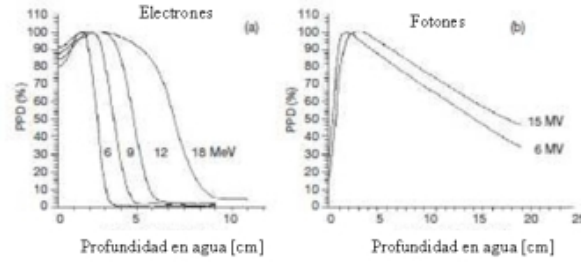 Electrones
(a)
110
100
90
80
70
60
50
40
30
20
10
0
PPD (%)
6 9 12 18 MeV
0 5 10
Profundidad en agua [cm]
Fotones
(b)
110
100
90
80
70
60
50
40
30
20
10
0
PPD (%)
15 MV
6 MV
0 5 10 15 20 25
Profundidad en agua [cm]